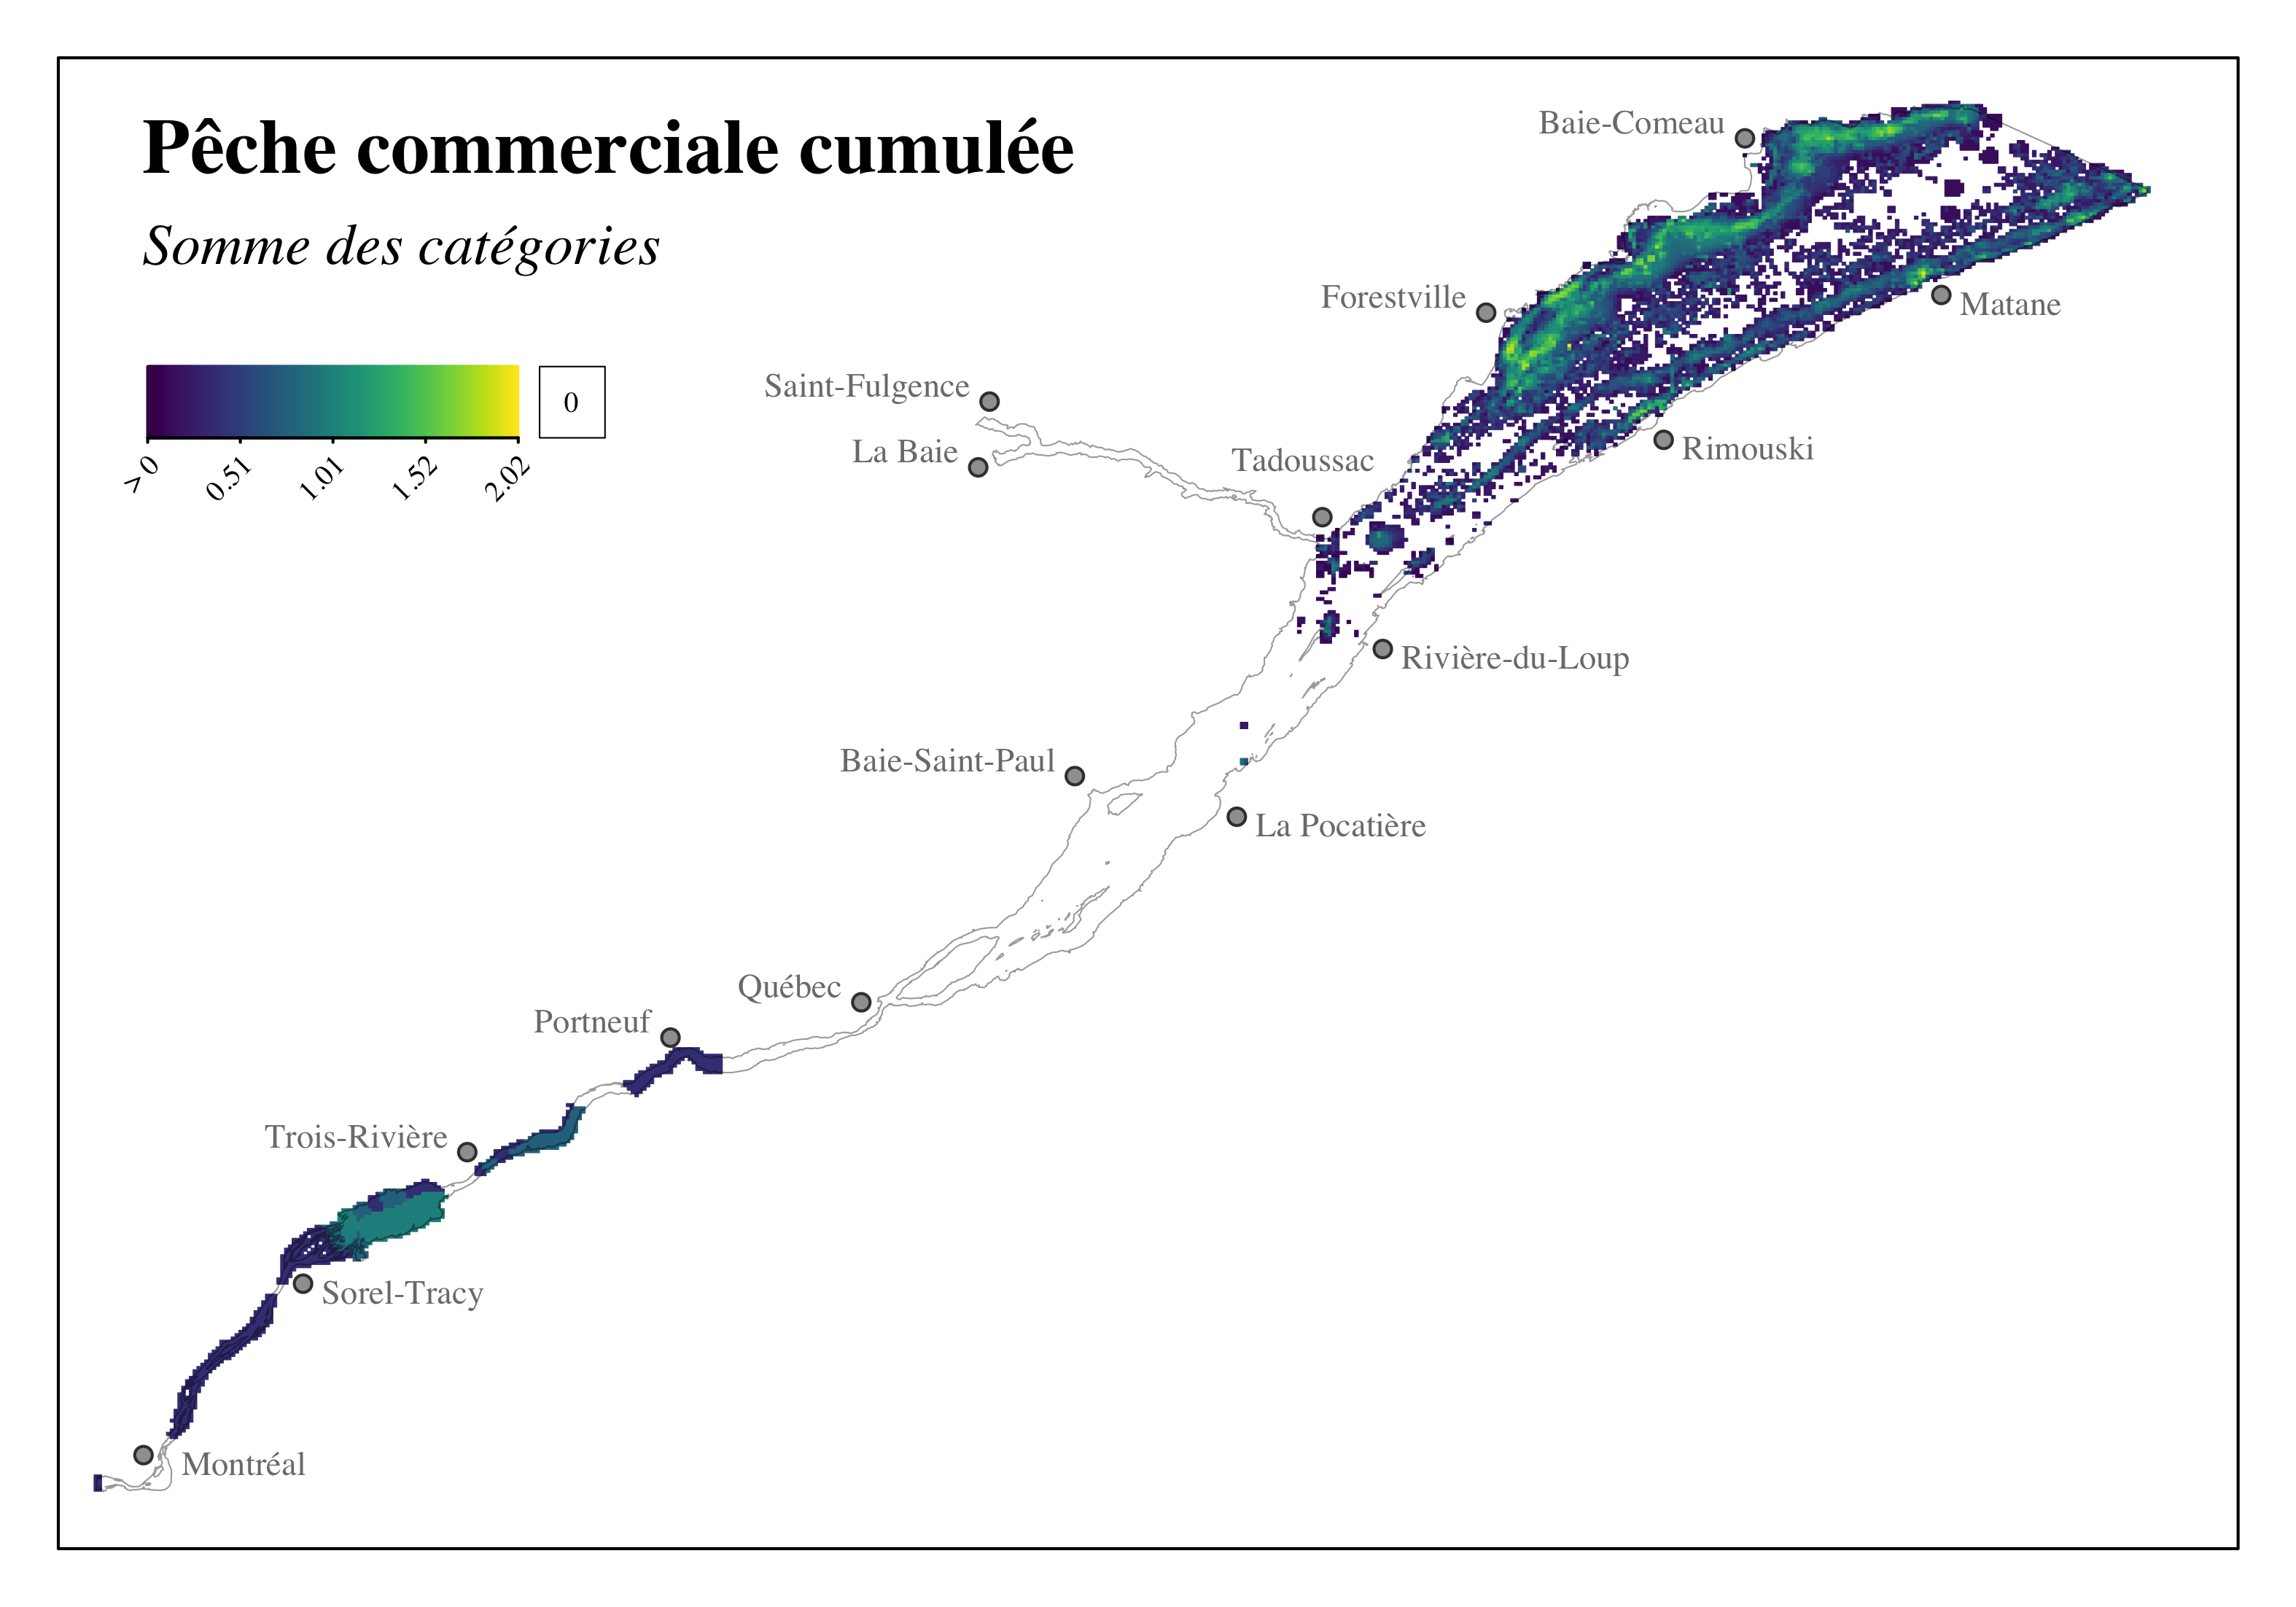 Pêche commerciale cumulée
Somme des catégories
> 0
0.51
1.01
1.52
2.02
0
Baie-Comeau
Forestville
Matane
Saint-Fulgence
La Baie
Tadoussac
Rimouski
Rivière-du-Loup
Baie-Saint-Paul
La Pocatière
Québec
Portneuf
Trois-Rivière
Sorel-Tracy
Montréal